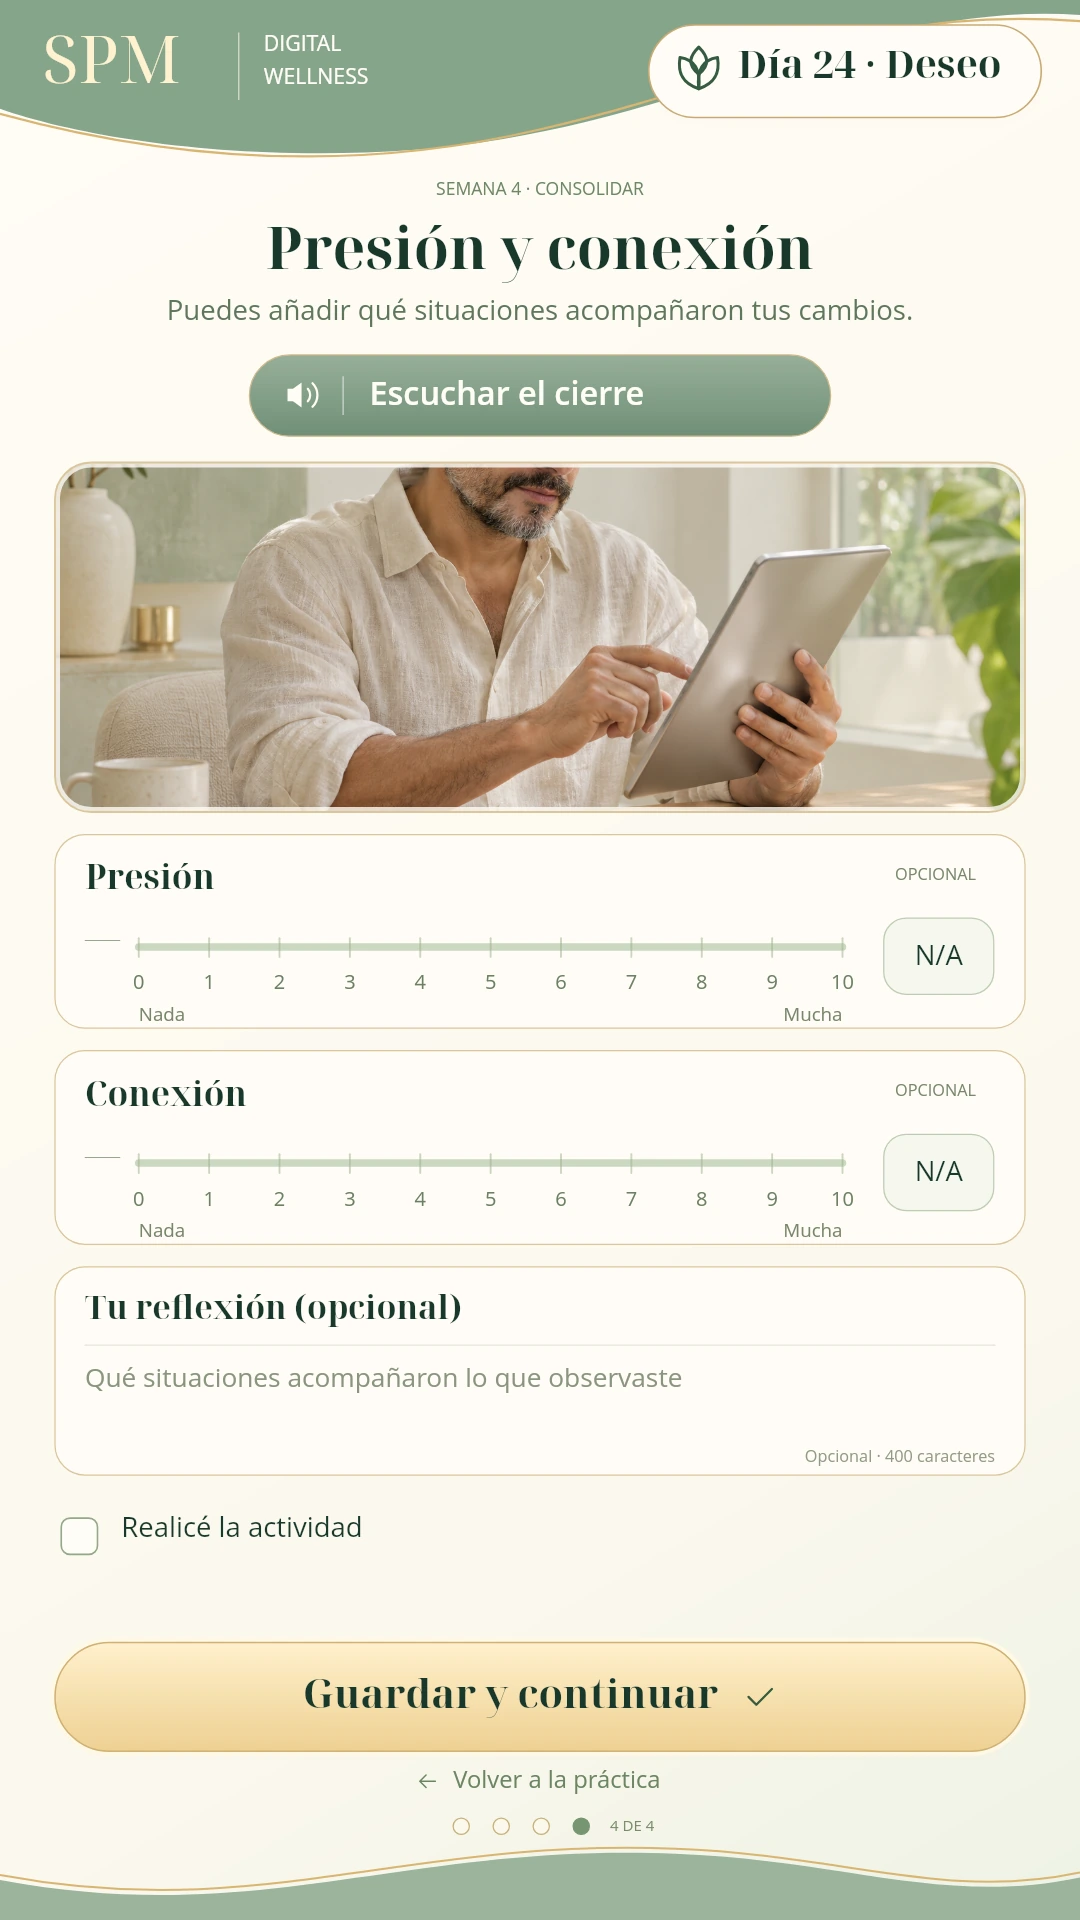 SPM
DIGITAL
WELLNESS
Día 24 · Deseo
SEMANA 4 · CONSOLIDAR
Presión y conexión
Puedes añadir qué situaciones acompañaron tus cambios.
Escuchar el cierre
Presión
OPCIONAL
N/A
0 1 2 3 4 5 6 7 8 9 10
Nada Mucha
Conexión
OPCIONAL
N/A
0 1 2 3 4 5 6 7 8 9 10
Nada Mucha
Tu reflexión (opcional)
Qué situaciones acompañaron lo que observaste
Opcional · 400 caracteres
Realicé la actividad
Guardar y continuar
← Volver a la práctica
4 DE 4